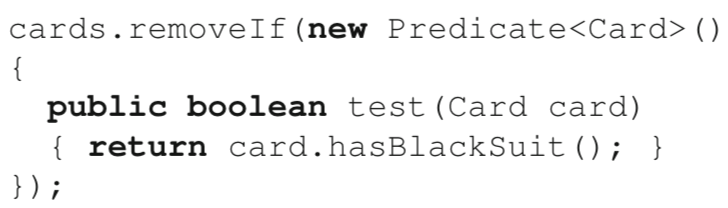 cards.removeIf(new Predicate<Card>()
{
  public boolean test(Card card)
  { return card.hasBlackSuit(); }
});